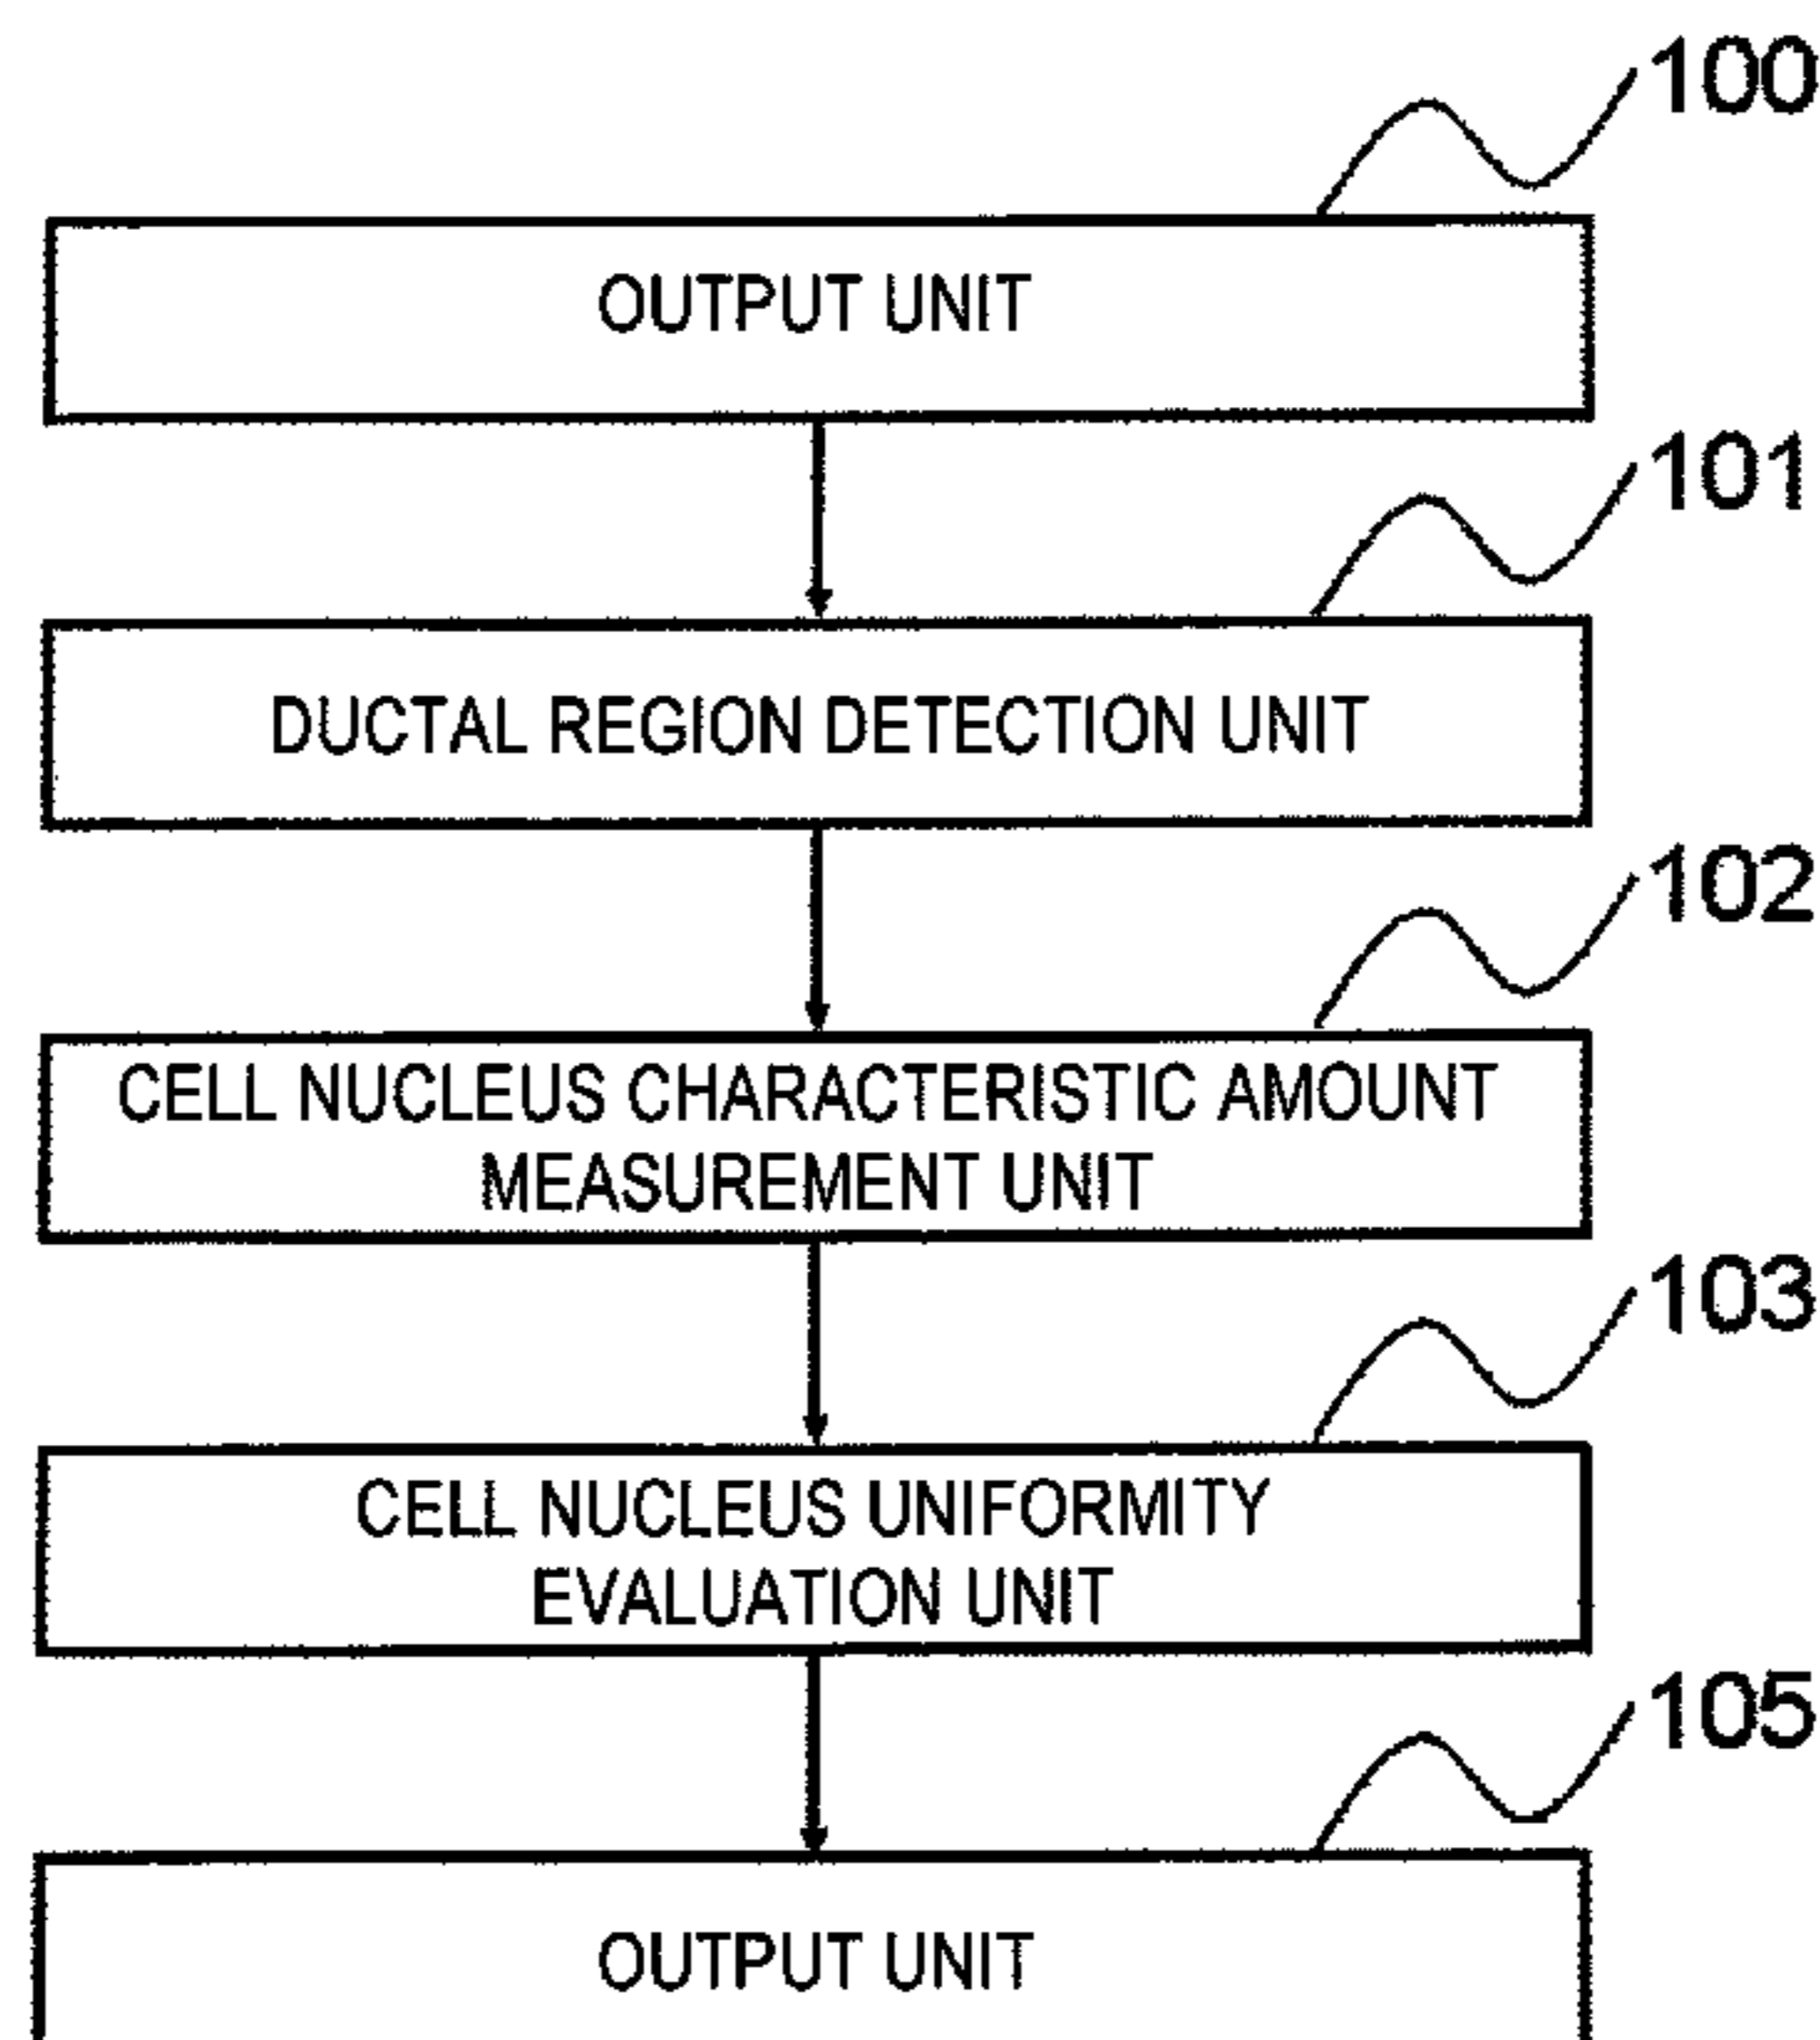 100
OUTPUT UNIT
101
DUCTAL REGION DETECTION UNIT
102
CELL NUCLEUS CHARACTERISTIC AMOUNT
MEASUREMENT UNIT
103
CELL NUCLEUS UNIFORMITY
EVALUATION UNIT
105
OUTPUT UNIT